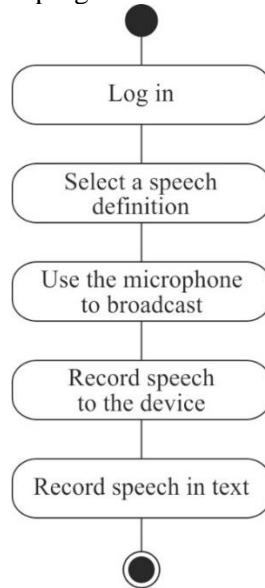 Log in
Select a speech
definition
Use the microphone
to broadcast
Record speech
to the device
Record speech in text